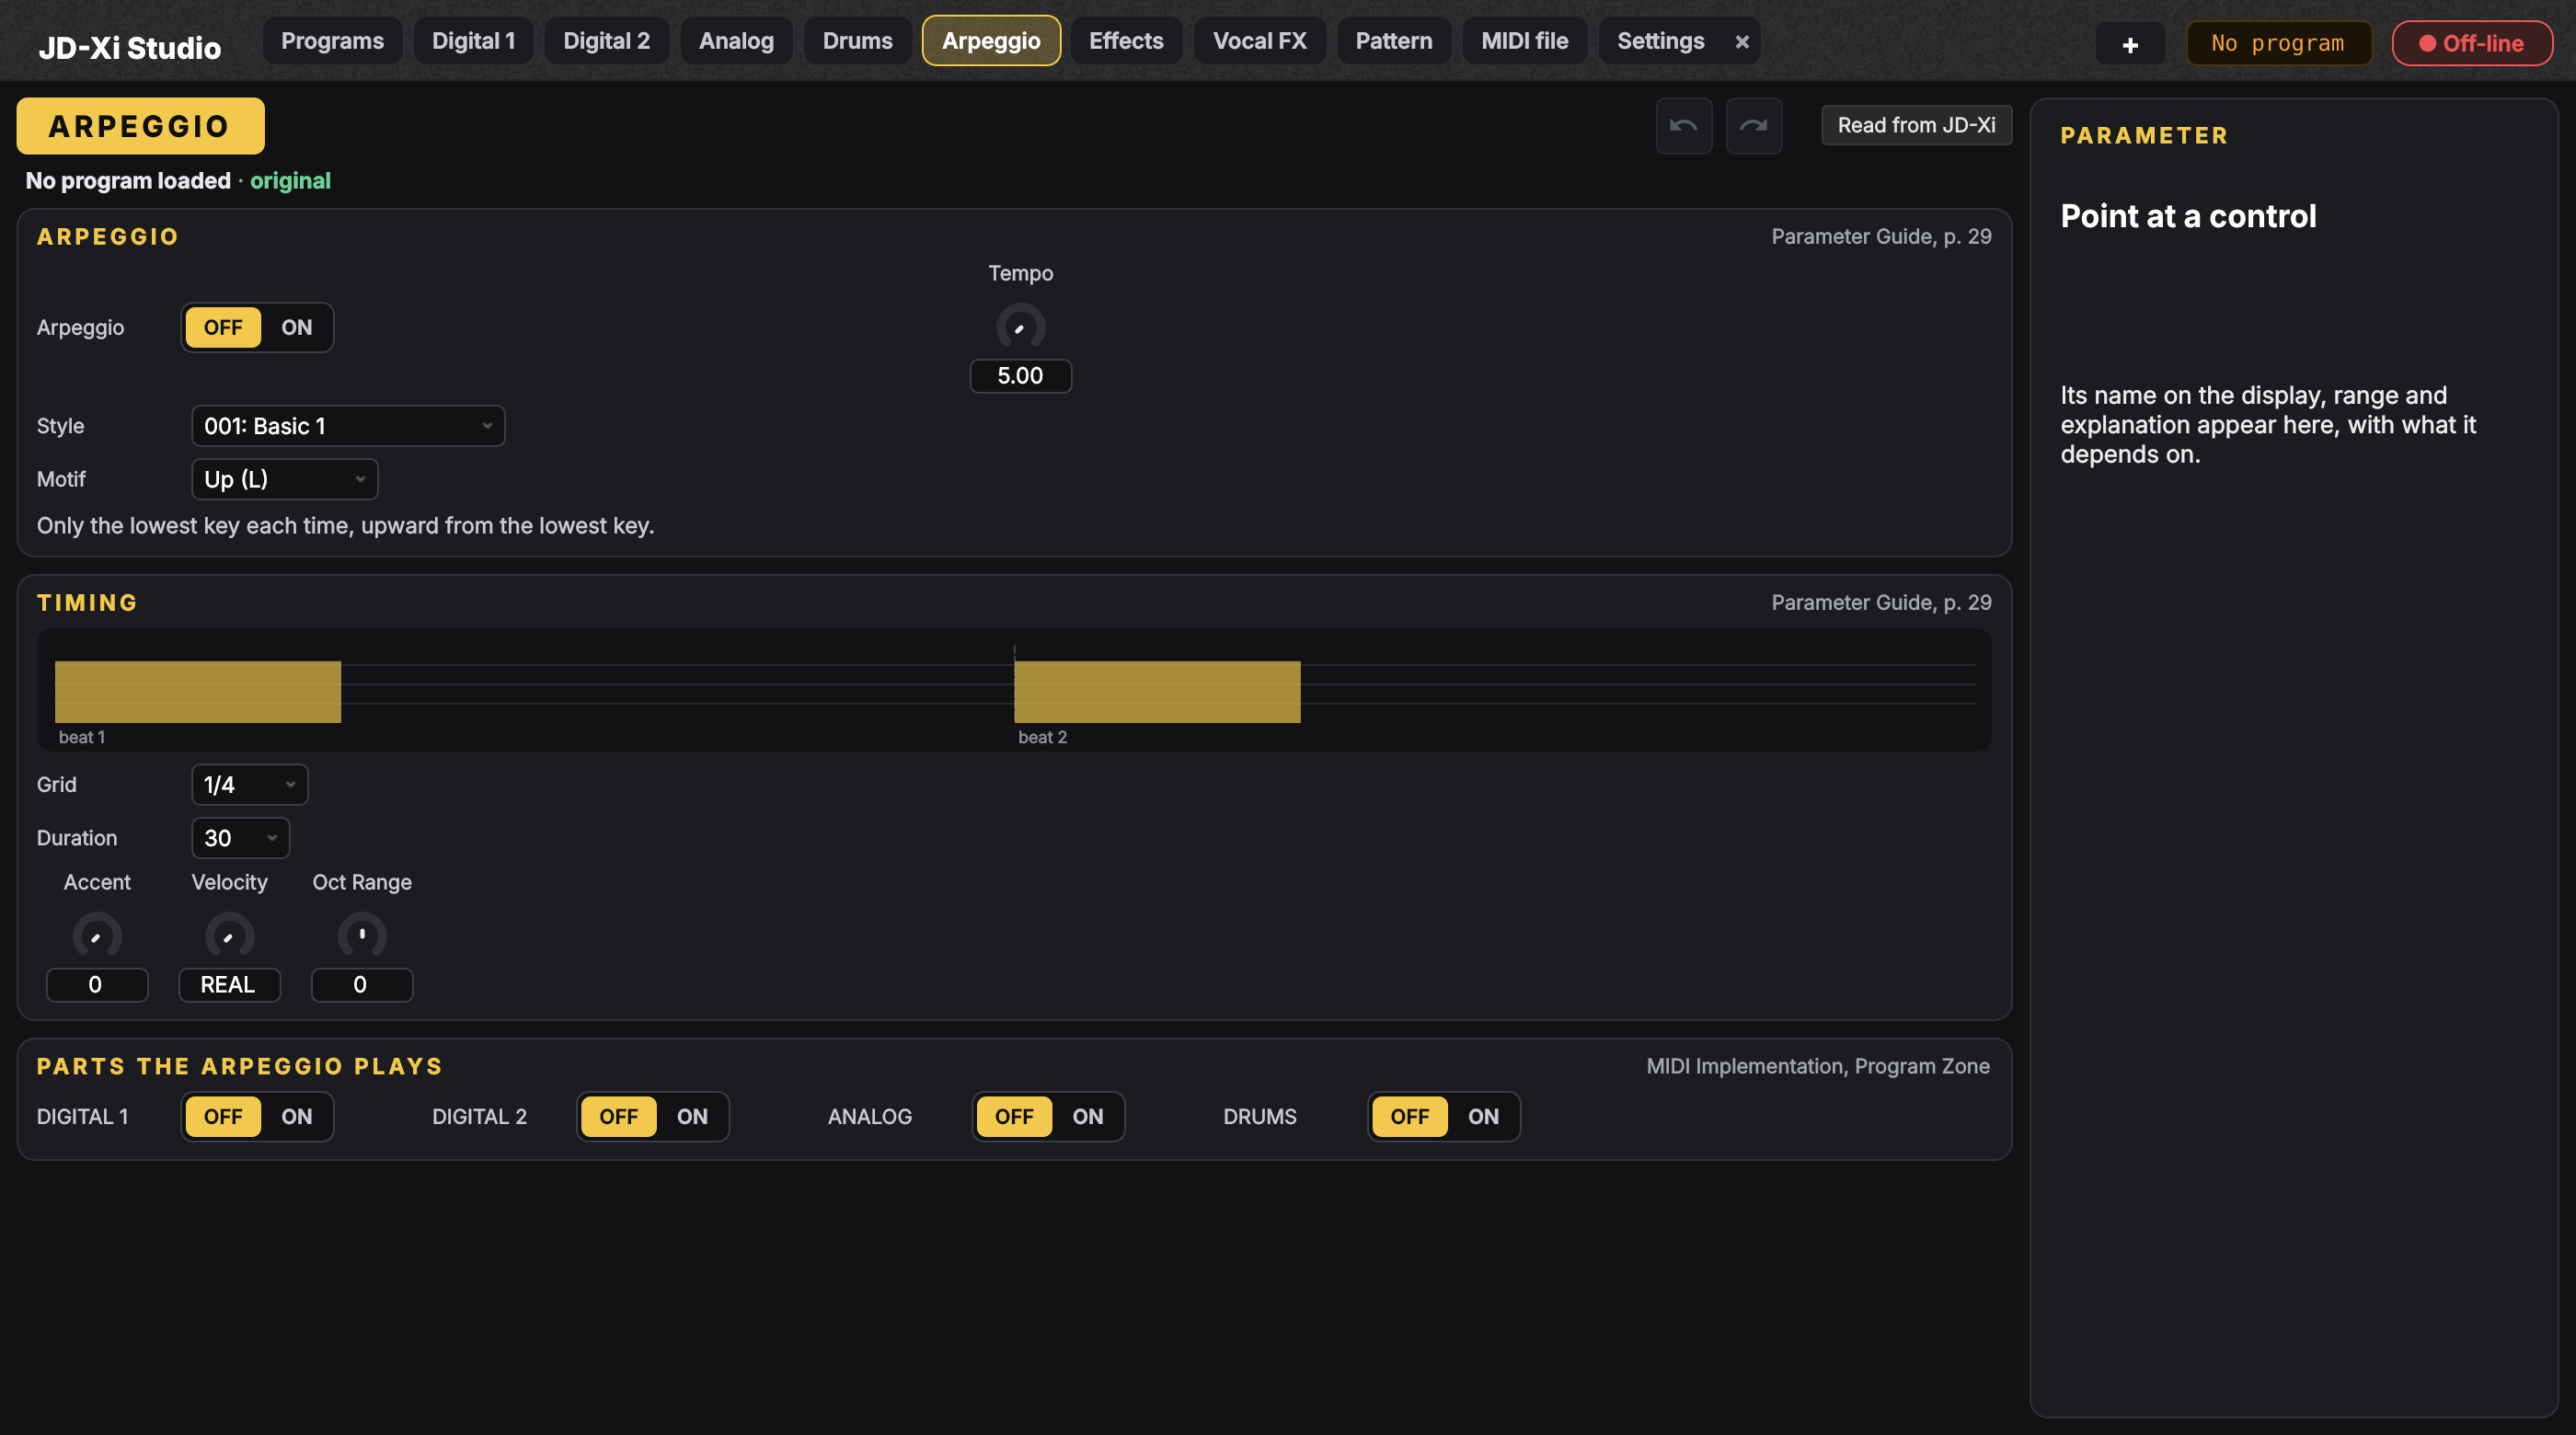 JD-Xi Studio
Programs
Digital 1
Digital 2
Analog
Drums
Arpeggio
Effects
Vocal FX
Pattern
MIDI file
Settings ×
+
No program
Off-line
ARPEGGIO
Read from JD-Xi
No program loaded · original
ARPEGGIO
Parameter Guide, p. 29
Tempo
Arpeggio OFF ON
5.00
Style 001: Basic 1
Motif Up (L)
Only the lowest key each time, upward from the lowest key.
TIMING
Parameter Guide, p. 29
beat 1
beat 2
Grid 1/4
Duration 30
Accent Velocity Oct Range
0 REAL 0
PARTS THE ARPEGGIO PLAYS
MIDI Implementation, Program Zone
DIGITAL 1 OFF ON
DIGITAL 2 OFF ON
ANALOG OFF ON
DRUMS OFF ON
PARAMETER
Point at a control
Its name on the display, range and
explanation appear here, with what it
depends on.